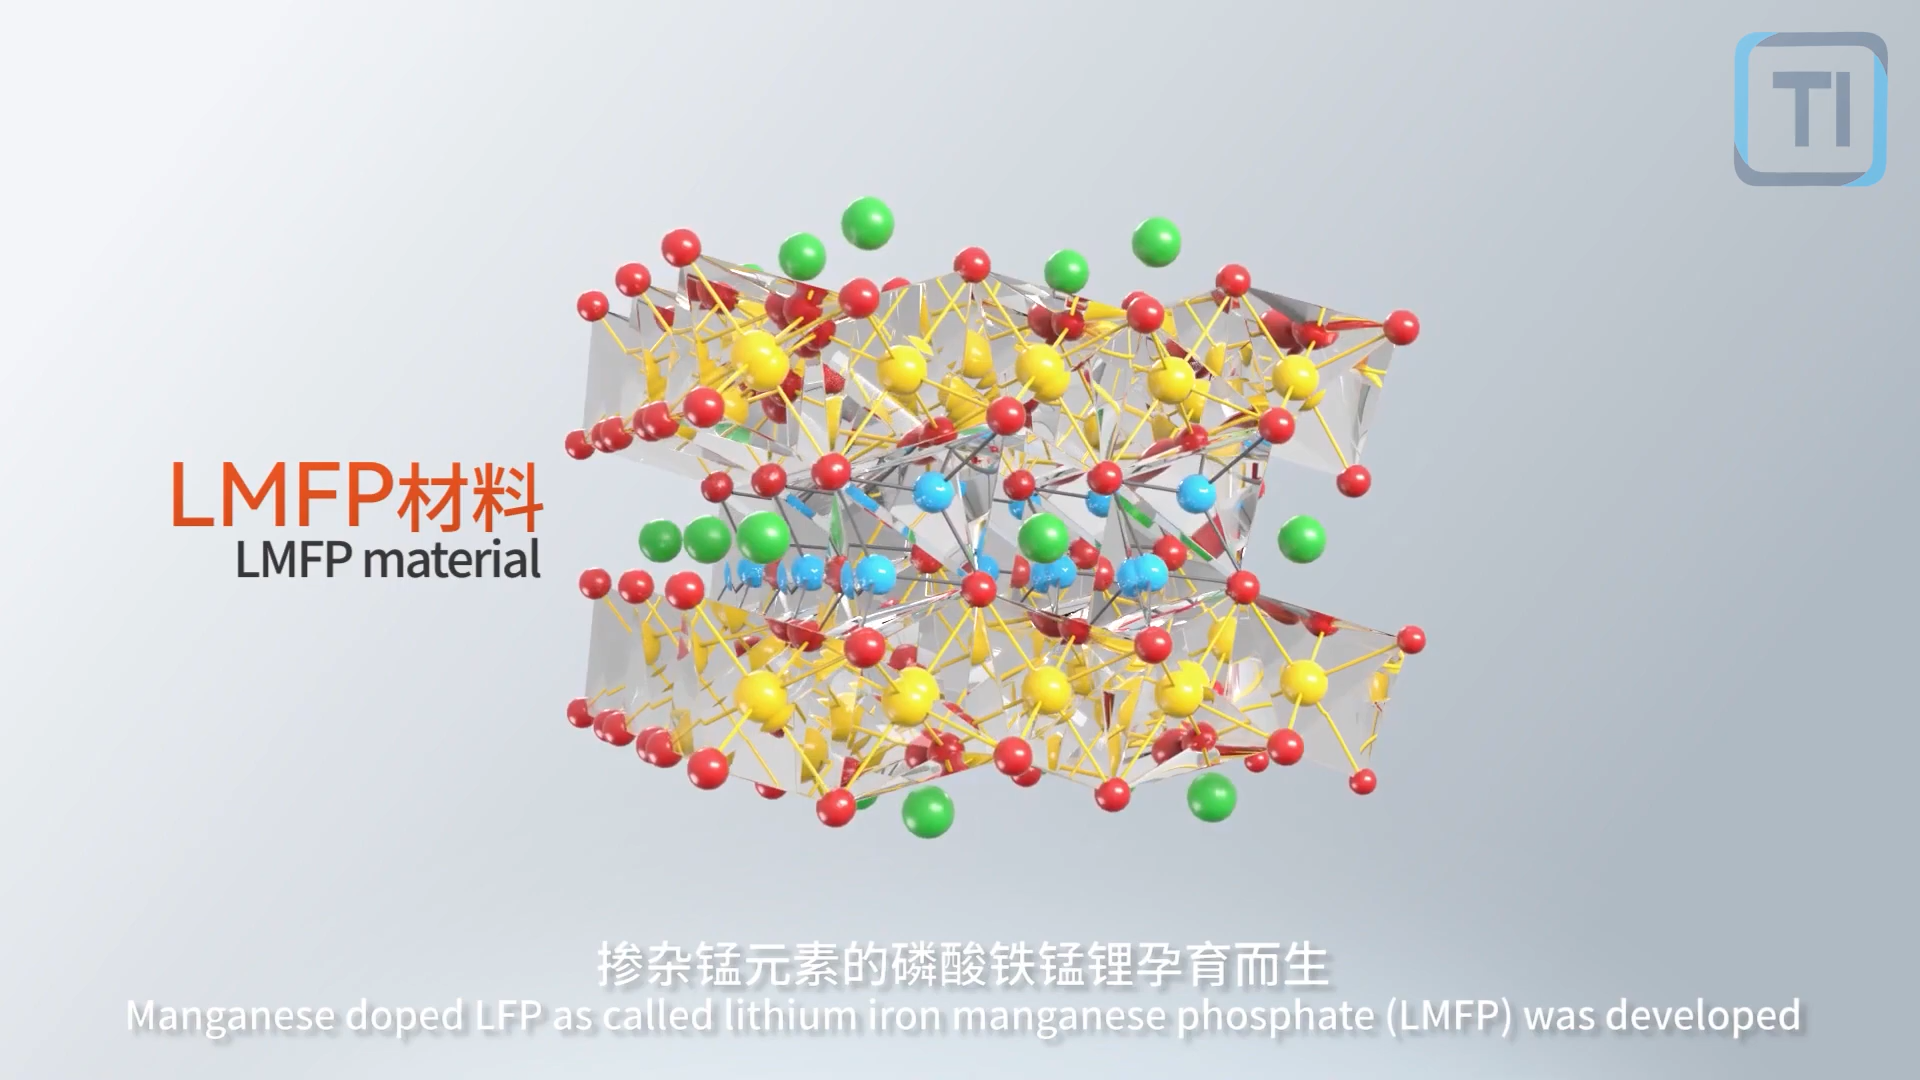 TI
LMFP材料
LMFP material
掺杂锰元素的磷酸铁锰锂孕育而生
Manganese doped LFP as called lithium iron manganese phosphate (LMFP) was developed